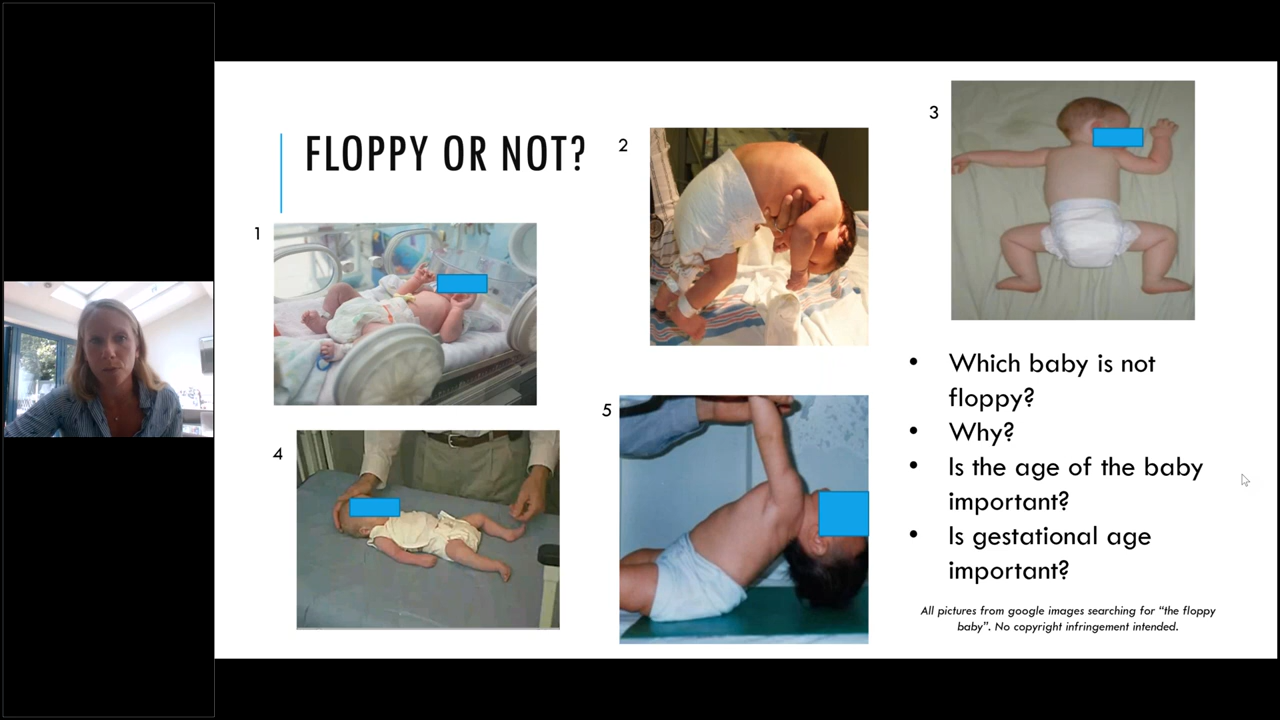 FLOPPY OR NOT?
1
2
3
4
5
• Which baby is not
floppy?
• Why?
• Is the age of the baby
important?
• Is gestational age
important?
All pictures from google images searching for “the floppy
baby”. No copyright infringement intended.